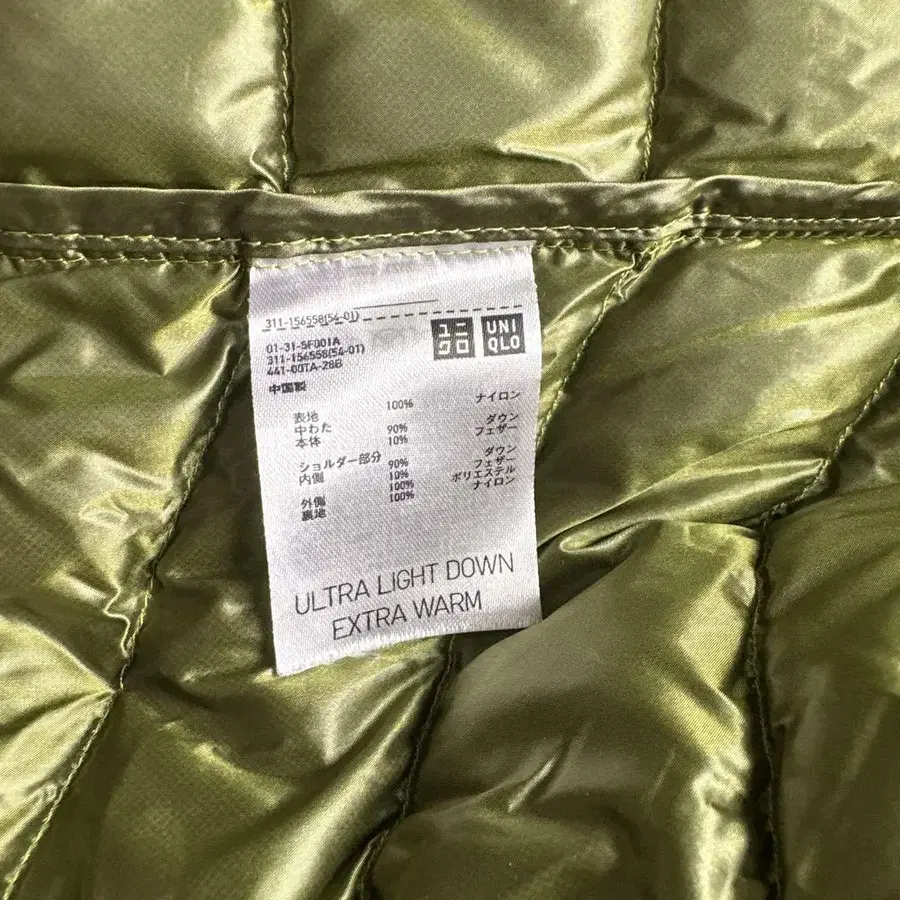 311-156558(54-01)
ユニ
クロ
UNI
QLO
01-31-SF001A
311-156558(54-01)
441-00TA-28B
中国製
表地 100% ナイロン
中わた 90% ダウン
本体 10% フェザー
ショルダー部分 90% ダウン
内側 10% フェザー
100% ポリエステル
外側 100% ナイロン
裏地
ULTRA LIGHT DOWN
EXTRA WARM